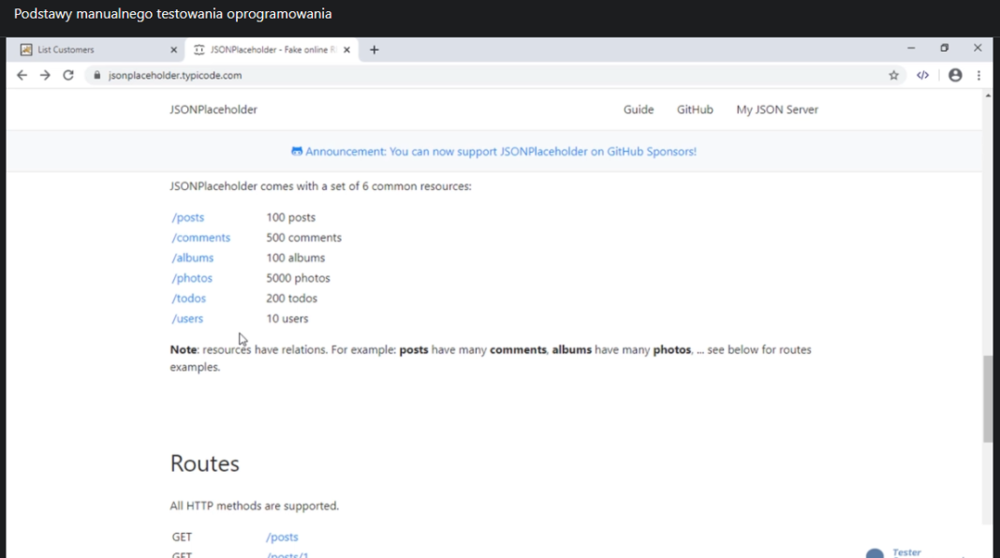 Podstawy manualnego testowania oprogramowania
List Customers
JSONPlaceholder - Fake online R
jsonplaceholder.typicode.com
JSONPlaceholder
Guide
GitHub
My JSON Server
Announcement: You can now support JSONPlaceholder on GitHub Sponsors!
JSONPlaceholder comes with a set of 6 common resources:
/posts 100 posts
/comments 500 comments
/albums 100 albums
/photos 5000 photos
/todos 200 todos
/users 10 users
Note: resources have relations. For example: posts have many comments, albums have many photos, ... see below for routes
examples.
Routes
All HTTP methods are supported.
GET /posts
GET /posts/1
Tester